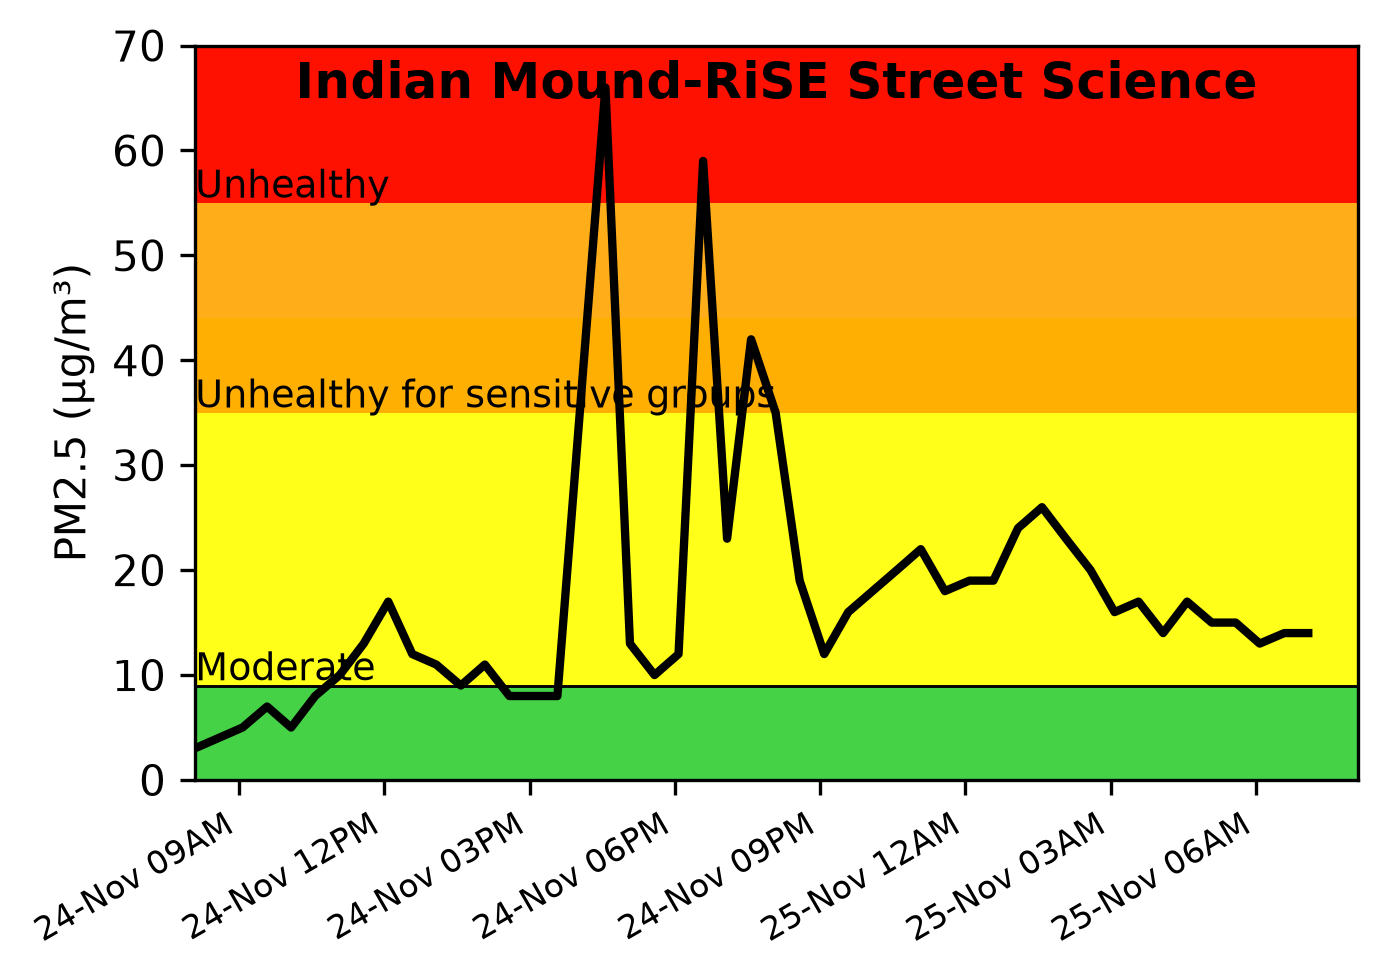 Indian Mound-RiSE Street Science
PM2.5 (µg/m³)
70
60
Unhealthy
50
40
Unhealthy for sensitive groups
30
20
10
Moderate
0
24-Nov 09AM
24-Nov 12PM
24-Nov 03PM
24-Nov 06PM
24-Nov 09PM
25-Nov 12AM
25-Nov 03AM
25-Nov 06AM